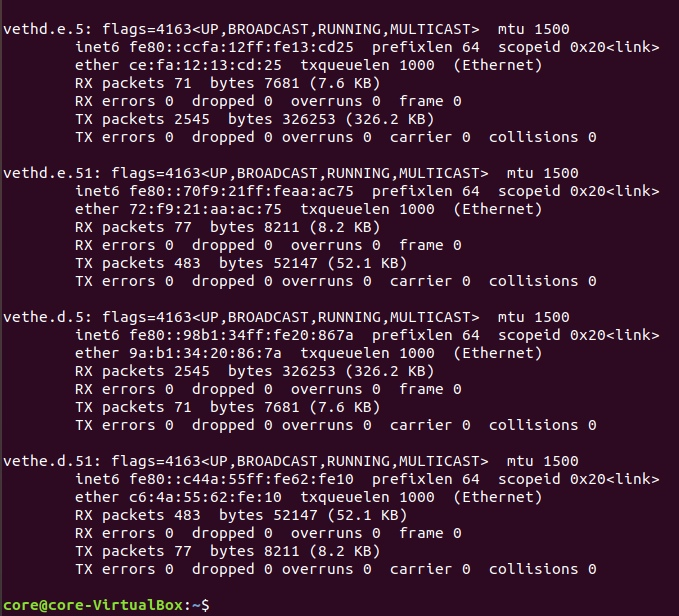 vethd.e.5: flags=4163<UP,BROADCAST,RUNNING,MULTICAST>  mtu 1500
        inet6 fe80::ccfa:12ff:fe13:cd25  prefixlen 64  scopeid 0x20<link>
        ether ce:fa:12:13:cd:25  txqueuelen 1000  (Ethernet)
        RX packets 71  bytes 7681 (7.6 KB)
        RX errors 0  dropped 0  overruns 0  frame 0
        TX packets 2545  bytes 326253 (326.2 KB)
        TX errors 0  dropped 0 overruns 0  carrier 0  collisions 0

vethd.e.51: flags=4163<UP,BROADCAST,RUNNING,MULTICAST>  mtu 1500
        inet6 fe80::70f9:21ff:feaa:ac75  prefixlen 64  scopeid 0x20<link>
        ether 72:f9:21:aa:ac:75  txqueuelen 1000  (Ethernet)
        RX packets 77  bytes 8211 (8.2 KB)
        RX errors 0  dropped 0  overruns 0  frame 0
        TX packets 483  bytes 52147 (52.1 KB)
        TX errors 0  dropped 0 overruns 0  carrier 0  collisions 0

vethe.d.5: flags=4163<UP,BROADCAST,RUNNING,MULTICAST>  mtu 1500
        inet6 fe80::98b1:34ff:fe20:867a  prefixlen 64  scopeid 0x20<link>
        ether 9a:b1:34:20:86:7a  txqueuelen 1000  (Ethernet)
        RX packets 2545  bytes 326253 (326.2 KB)
        RX errors 0  dropped 0  overruns 0  frame 0
        TX packets 71  bytes 7681 (7.6 KB)
        TX errors 0  dropped 0 overruns 0  carrier 0  collisions 0

vethe.d.51: flags=4163<UP,BROADCAST,RUNNING,MULTICAST>  mtu 1500
        inet6 fe80::c44a:55ff:fe62:fe10  prefixlen 64  scopeid 0x20<link>
        ether c6:4a:55:62:fe:10  txqueuelen 1000  (Ethernet)
        RX packets 483  bytes 52147 (52.1 KB)
        RX errors 0  dropped 0  overruns 0  frame 0
        TX packets 77  bytes 8211 (8.2 KB)
        TX errors 0  dropped 0 overruns 0  carrier 0  collisions 0

core@core-VirtualBox:~$